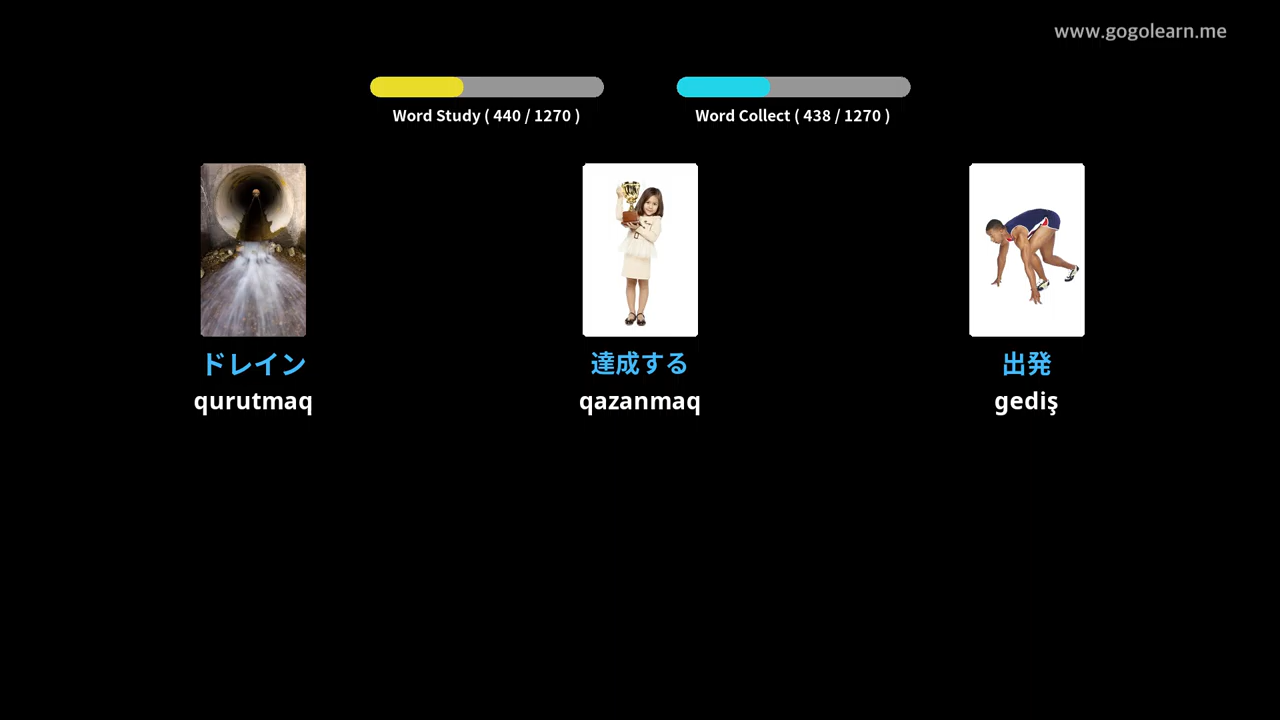 www.gogolearn.me
Word Study ( 440 / 1270 )
Word Collect ( 438 / 1270 )
ドレイン
qurutmaq
達成する
qazanmaq
出発
gediş